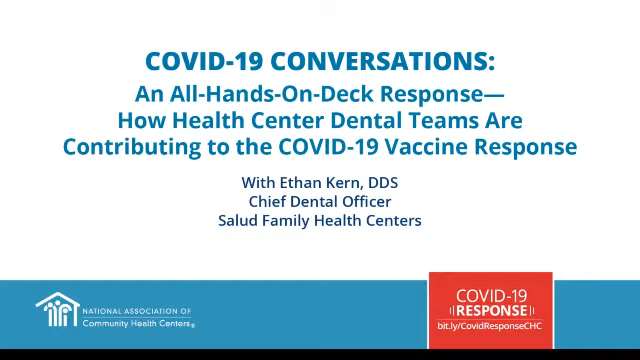 COVID-19 CONVERSATIONS:
An All-Hands-On-Deck Response—
How Health Center Dental Teams Are
Contributing to the COVID-19 Vaccine Response
With Ethan Kern, DDS
Chief Dental Officer
Salud Family Health Centers
NATIONAL ASSOCIATION OF
Community Health Centers®
COVID-19
RESPONSE
bit.ly/CovidResponseCHC